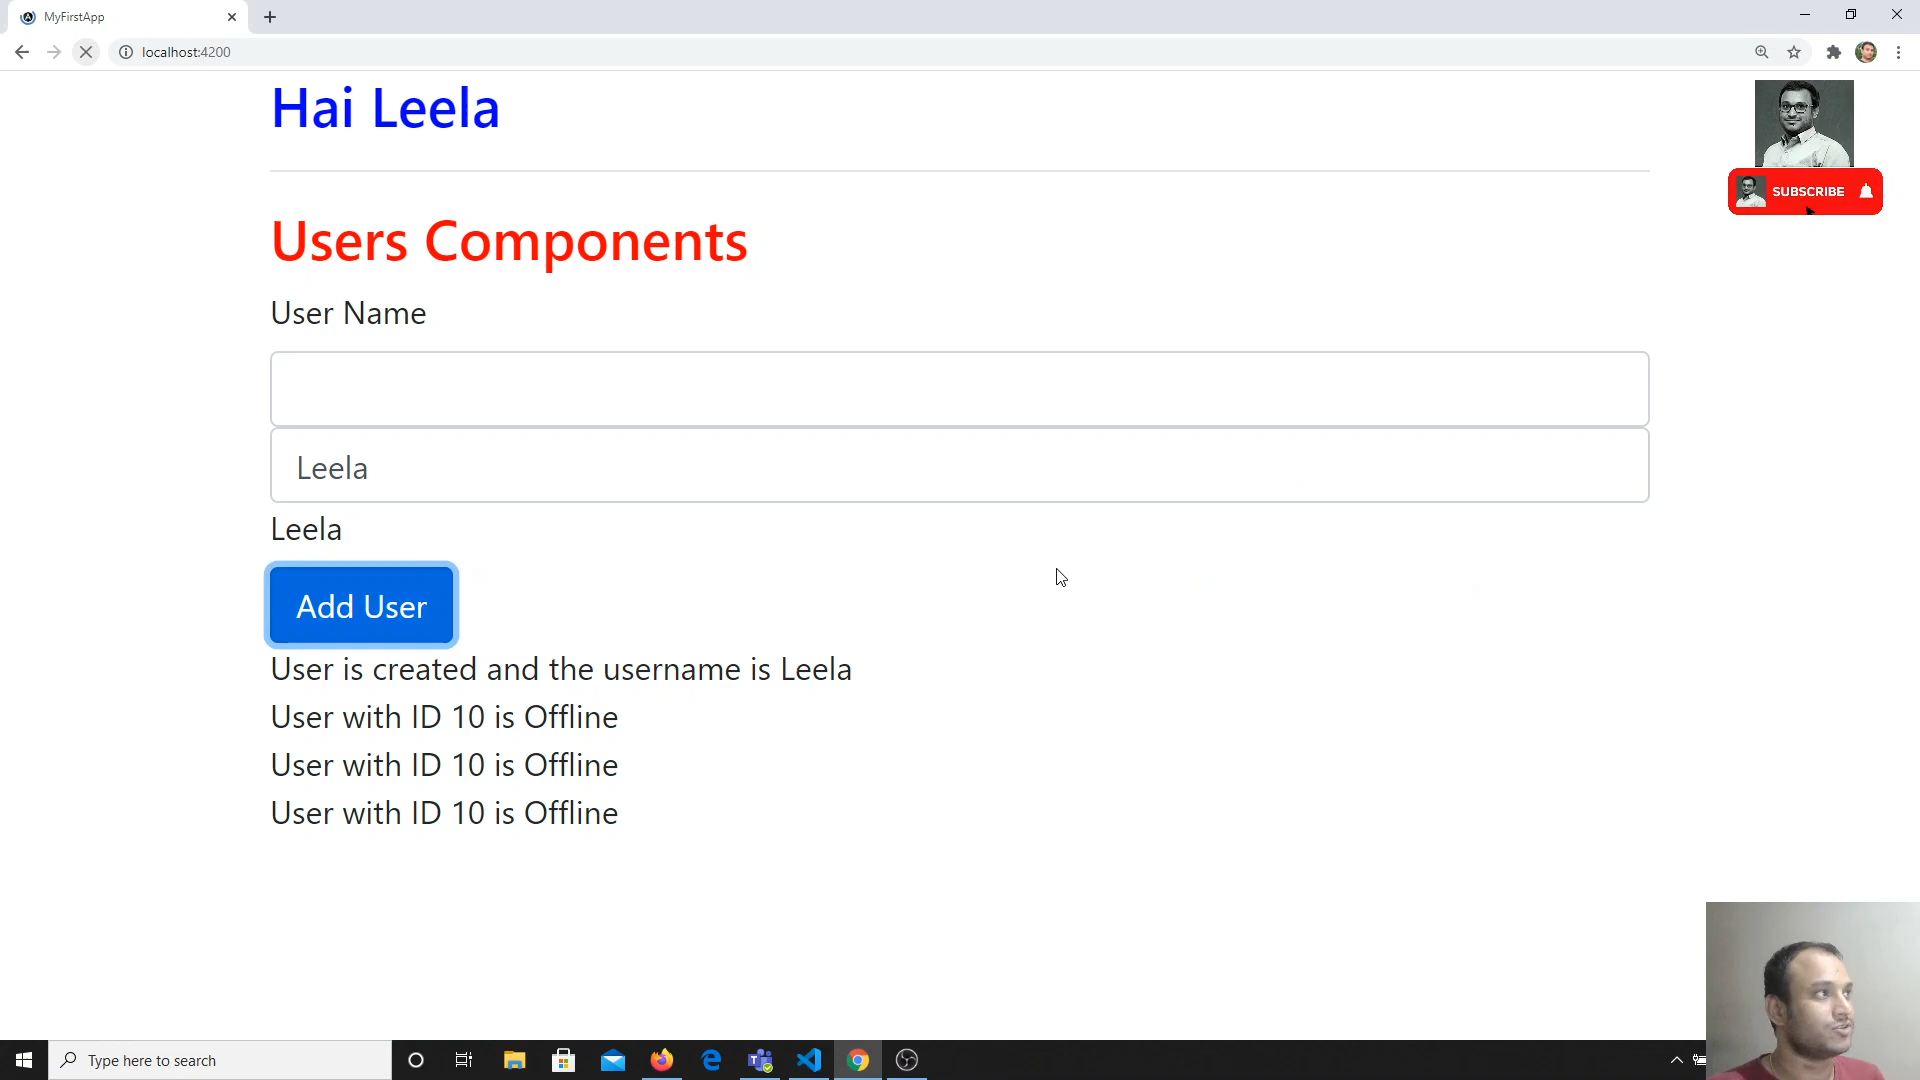 MyFirstApp
localhost:4200
Hai Leela
SUBSCRIBE
Users Components
User Name
Leela
Leela
Add User
User is created and the username is Leela
User with ID 10 is Offline
User with ID 10 is Offline
User with ID 10 is Offline
Type here to search